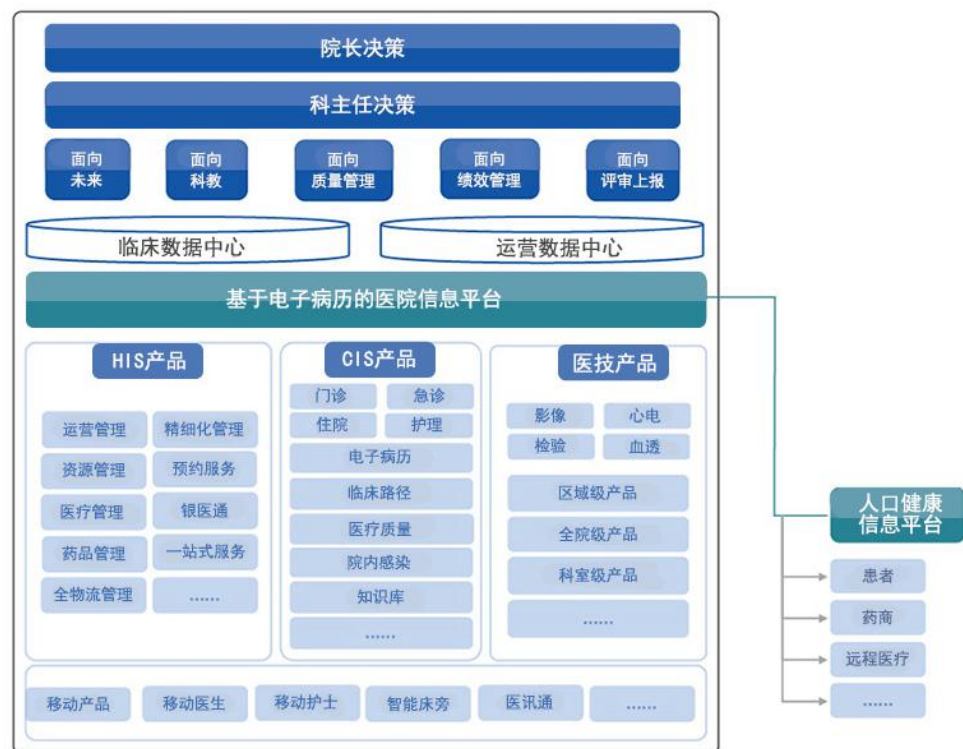 院长决策
科主任决策
面向
未来
面向
科教
面向
质量管理
面向
绩效管理
面向
评审上报
临床数据中心
运营数据中心
基于电子病历的医院信息平台
HIS产品
运营管理
精细化管理
资源管理
预约服务
医疗管理
银医通
药品管理
一站式服务
全物流管理
......
CIS产品
门诊
急诊
住院
护理
电子病历
临床路径
医疗质量
院内感染
知识库
......
医技产品
影像
心电
检验
血透
区域级产品
全院级产品
科室级产品
......
移动产品
移动医生
移动护士
智能床旁
医讯通
......
人口健康
信息平台
患者
药商
远程医疗
......